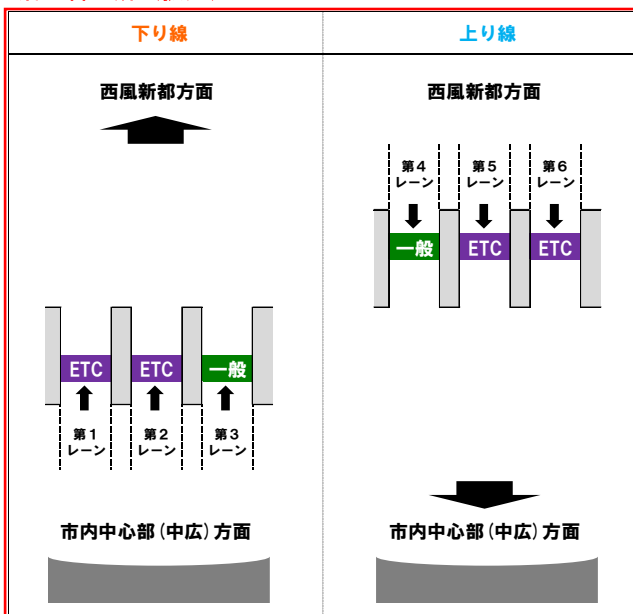 下り線
上り線
西風新都方面
西風新都方面
第4
レーン
第5
レーン
第6
レーン
一般
ETC
ETC
ETC
ETC
一般
第1
レーン
第2
レーン
第3
レーン
市内中心部(中広)方面
市内中心部(中広)方面